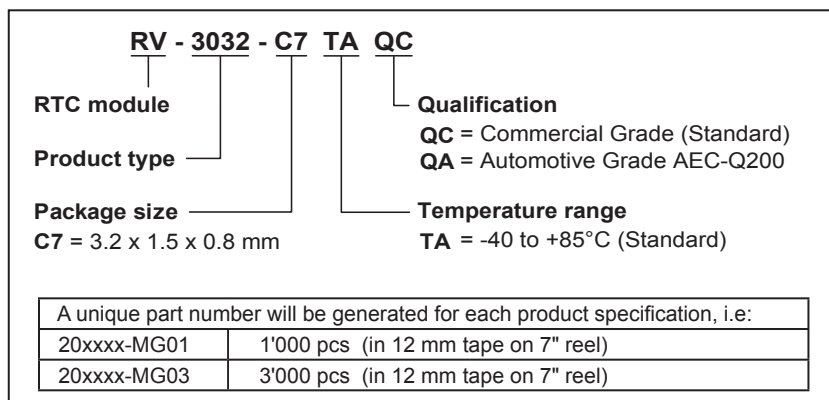 RV - 3032 - C7 TA QC
RTC module
Product type
Package size
C7 = 3.2 x 1.5 x 0.8 mm
Qualification
QC = Commercial Grade (Standard)
QA = Automotive Grade AEC-Q200
Temperature range
TA = -40 to +85°C (Standard)
A unique part number will be generated for each product specification, i.e:
20xxxx-MG01 1'000 pcs (in 12 mm tape on 7" reel)
20xxxx-MG03 3'000 pcs (in 12 mm tape on 7" reel)